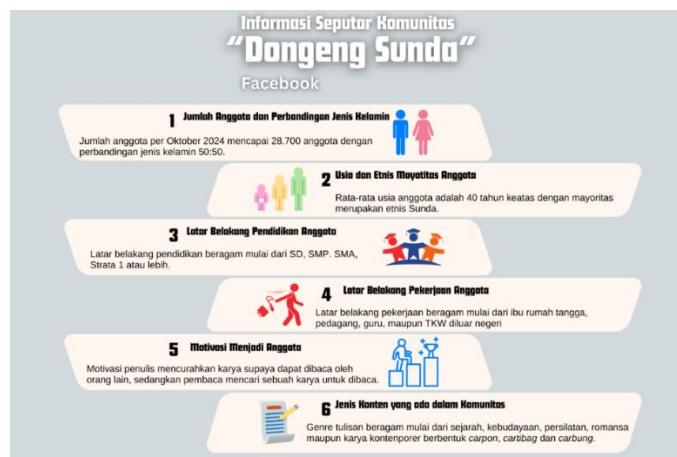 Informasi Seputar Komunitas
“Dongeng Sunda”
Facebook
1 Jumlah Anggota dan Perbandingan Jenis Kelamin
Jumlah anggota per Oktober 2024 mencapai 28.700 anggota dengan
perbandingan jenis kelamin 50:50.
2 Usia dan Etnis Mayotitas Anggota
Rata-rata usia anggota adalah 40 tahun keatas dengan mayoritas
merupakan etnis Sunda.
3 Latar Belakang Pendidikan Anggota
Latar belakang pendidikan beragam mulai dari SD, SMP. SMA,
Strata 1 atau lebih.
4 Latar Belakang Pekerjaan Anggota
Latar belakang pekerjaan beragam mulai dari ibu rumah tangga,
pedagang, guru, maupun TKW diluar negeri
5 Motivasi Menjadi Anggota
Motivasi penulis mencurahkan karya supaya dapat dibaca oleh
orang lain, sedangkan pembaca mencari sebuah karya untuk dibaca.
6 Jenis Konten yang ada dalam Komunitas
Genre tulisan beragam mulai dari sejarah, kebudayaan, persilatan, romansa
maupun karya kontenporer berbentuk carpon, cartibag dan carbung.